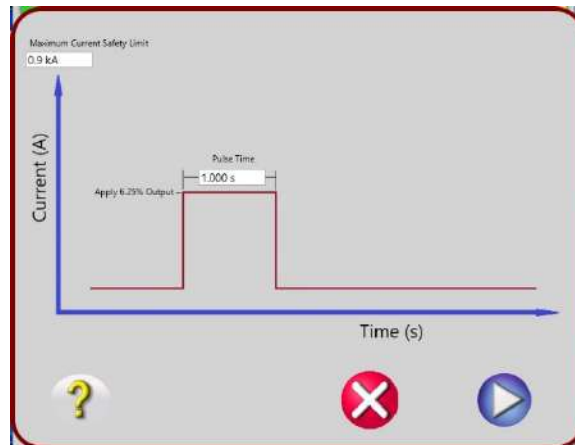 Maximum Current Safety Limit
0.9 kA
Current (A)
Pulse Time
1.000 s
Apply 6.25% Output
Time (s)
?